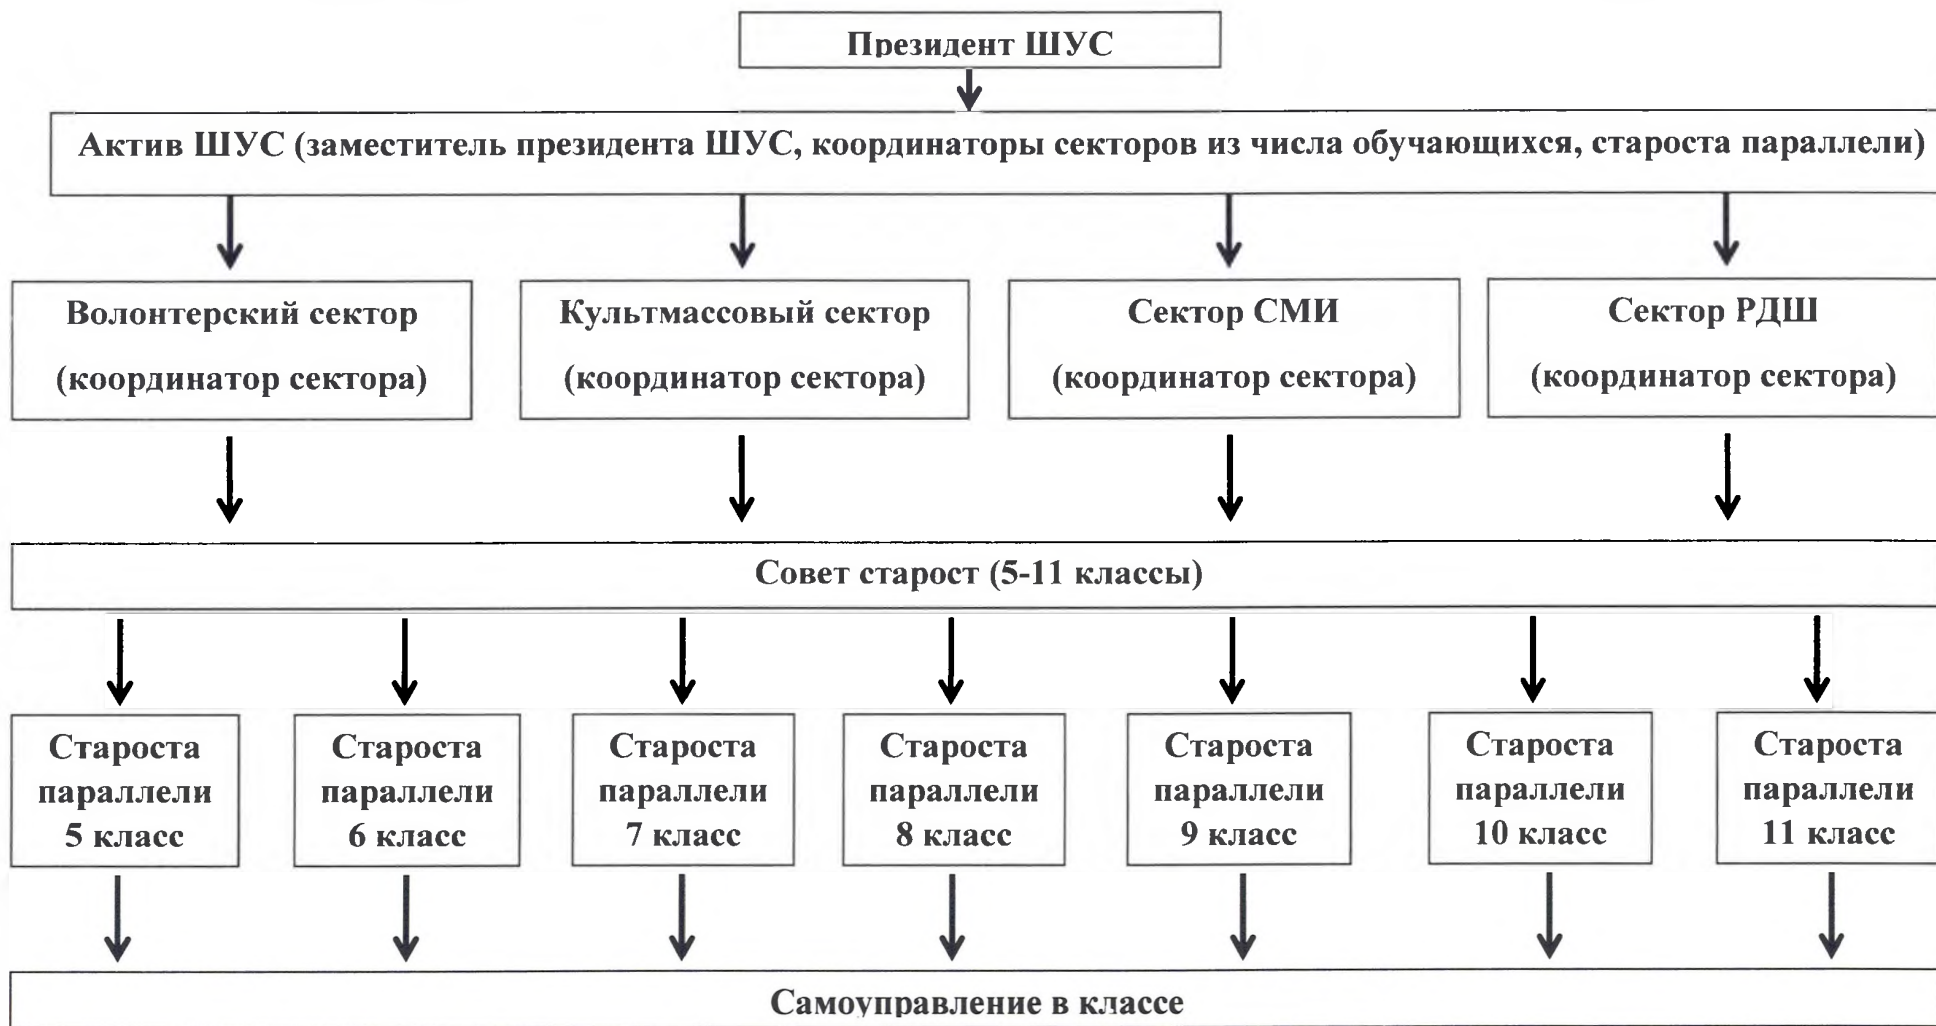 Президент ШУС
Актив ШУС (заместитель президента ШУС, координаторы секторов из числа обучающихся, староста параллели)
Волонтерский сектор
(координатор сектора)
Культмассовый сектор
(координатор сектора)
Сектор СМИ
(координатор сектора)
Сектор РДШ
(координатор сектора)
Совет старост (5-11 классы)
Староста
параллели
5 класс
Староста
параллели
6 класс
Староста
параллели
7 класс
Староста
параллели
8 класс
Староста
параллели
9 класс
Староста
параллели
10 класс
Староста
параллели
11 класс
Самоуправление в классе